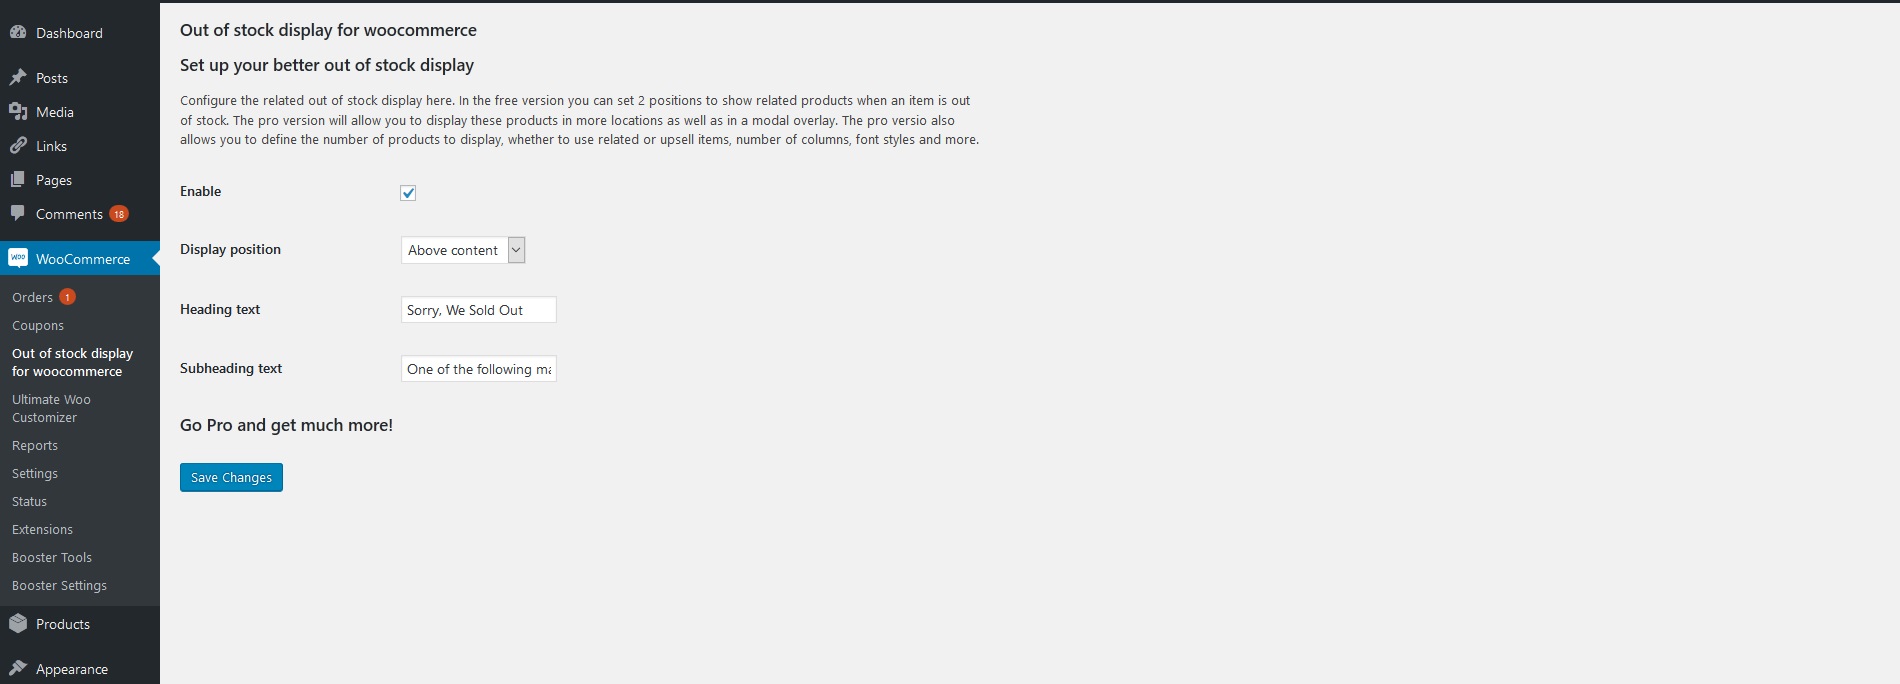 Dashboard
Posts
Media
Links
Pages
Comments 18
woo WooCommerce
Orders 1
Coupons
Out of stock display
for woocommerce
Ultimate Woo
Customizer
Reports
Settings
Status
Extensions
Booster Tools
Booster Settings
Products
Appearance
Out of stock display for woocommerce
Set up your better out of stock display
Configure the related out of stock display here. In the free version you can set 2 positions to show related products when an item is out
of stock. The pro version will allow you to display these products in more locations as well as in a modal overlay. The pro versio also
allows you to define the number of products to display, whether to use related or upsell items, number of columns, font styles and more.
Enable
Display position Above content
Heading text Sorry, We Sold Out
Subheading text One of the following ma
Go Pro and get much more!
Save Changes